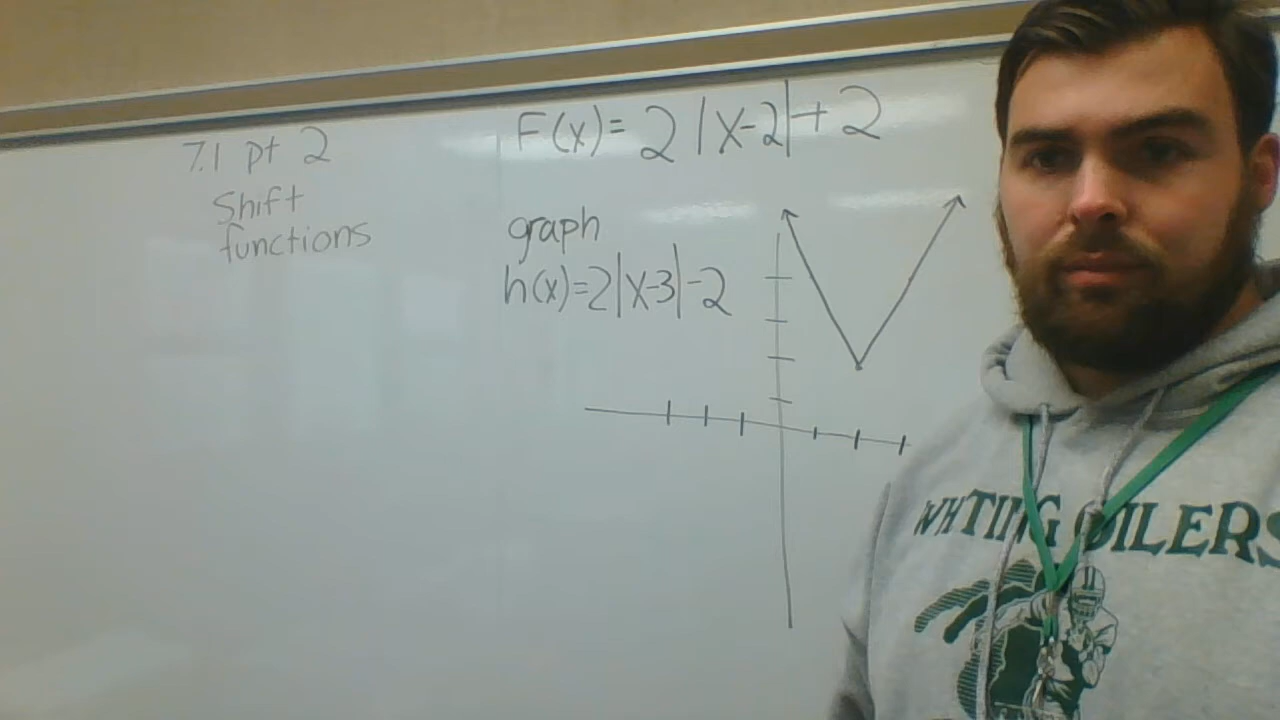 7.1 pt 2
Shift
functions
F(x)= 2|x-2|+2
graph
h(x)=2|x-3|-2
WHITING OILERS